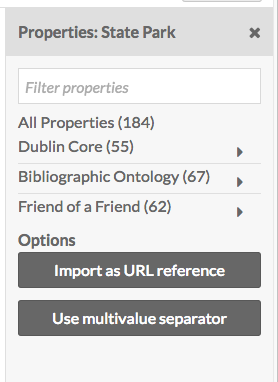 Properties: State Park ✖
Filter properties
All Properties (184)
Dublin Core (55)
Bibliographic Ontology (67)
Friend of a Friend (62)
Options
Import as URL reference
Use multivalue separator